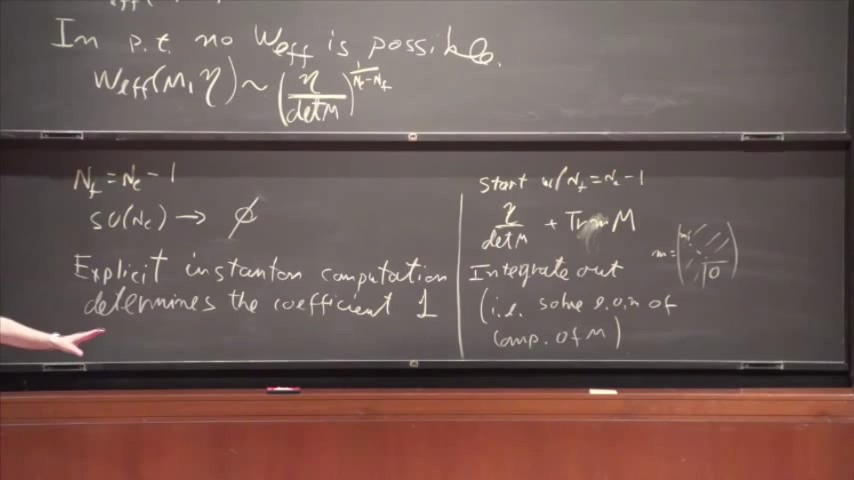 In p.t. no Weff is possible.
Weff(M, η) ~ (η/detM)^(1/(Nc-Nf))
Nf = Nc - 1
SU(Nc) → ∅
Explicit instanton computation
determines the coefficient 1
Start w/ Nf = Nc - 1
η/detM + Tr m M
m = ( m' 0 )
Integrate out
(i.e. solve e.o.m of
comp. of M)